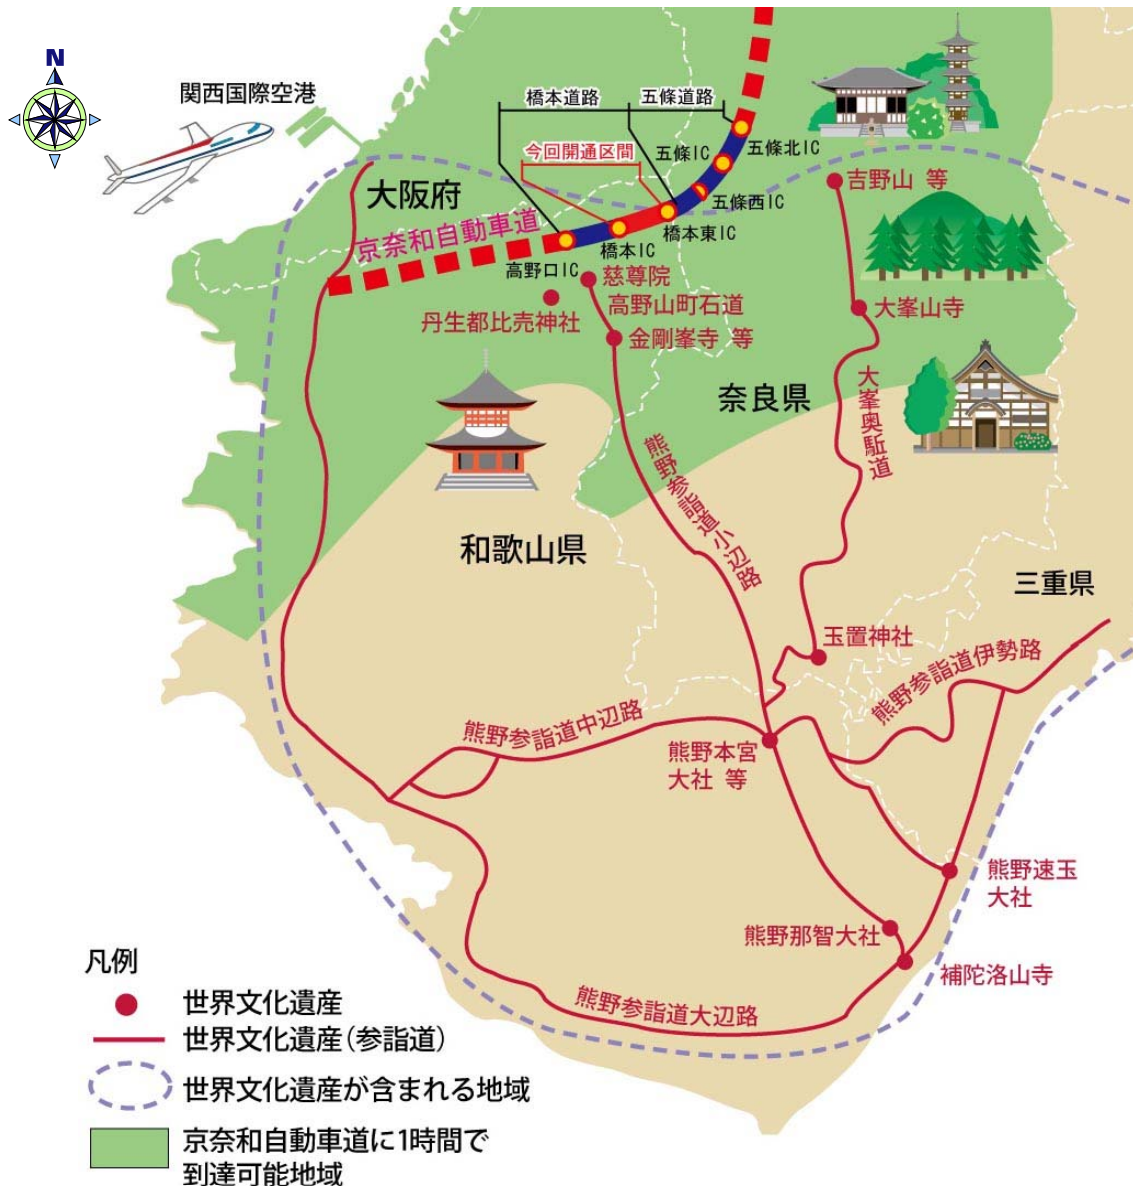 N
関西国際空港
橋本道路
五條道路
今回開通区間
五條IC
五條北IC
五條西IC
橋本東IC
橋本IC
高野口IC
大阪府
京奈和自動車道
吉野山 等
慈尊院
高野山町石道
丹生都比売神社
金剛峯寺 等
大峯山寺
奈良県
大峯奥駈道
熊野参詣道小辺路
和歌山県
三重県
玉置神社
熊野参詣道伊勢路
熊野参詣道中辺路
熊野本宮
大社 等
熊野速玉
大社
熊野那智大社
補陀洛山寺
熊野参詣道大辺路
凡例
世界文化遺産
世界文化遺産(参詣道)
世界文化遺産が含まれる地域
京奈和自動車道に1時間で
到達可能地域